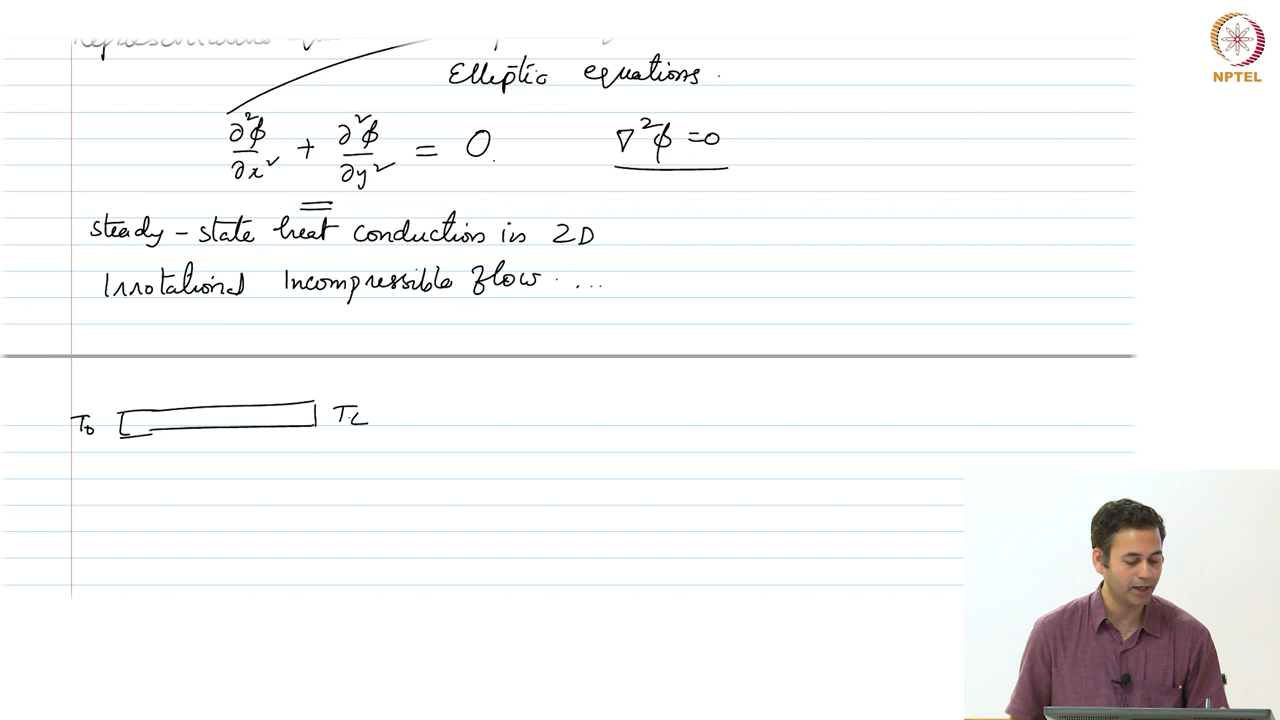 NPTEL
Elliptic equations.
∂²ϕ/∂x² + ∂²ϕ/∂y² = 0. ∇²ϕ = 0
steady-state heat conduction in 2D
Irrotational Incompressible flow ....
T₀ T_L